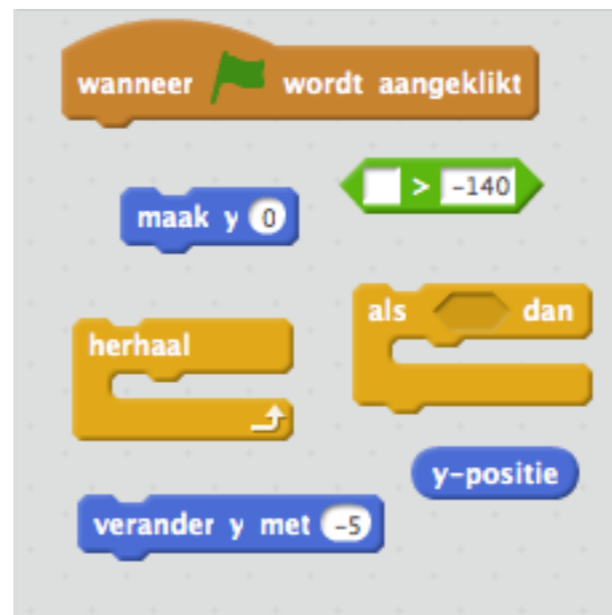 wanneer wordt aangeklikt
maak y 0
> -140
herhaal
als dan
y-positie
verander y met -5